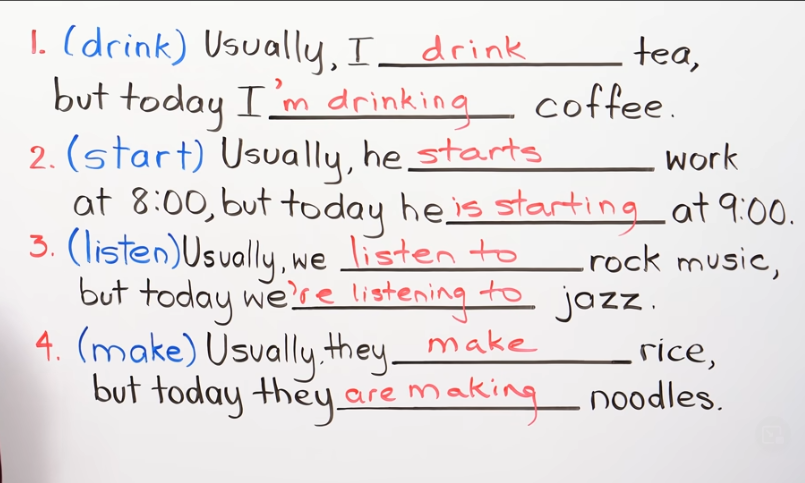 1. (drink) Usually, I drink tea,
but today I'm drinking coffee.
2. (start) Usually, he starts work
at 8:00, but today he is starting at 9:00.
3. (listen) Usually, we listen to rock music,
but today we're listening to jazz.
4. (make) Usually, they make rice,
but today they are making noodles.